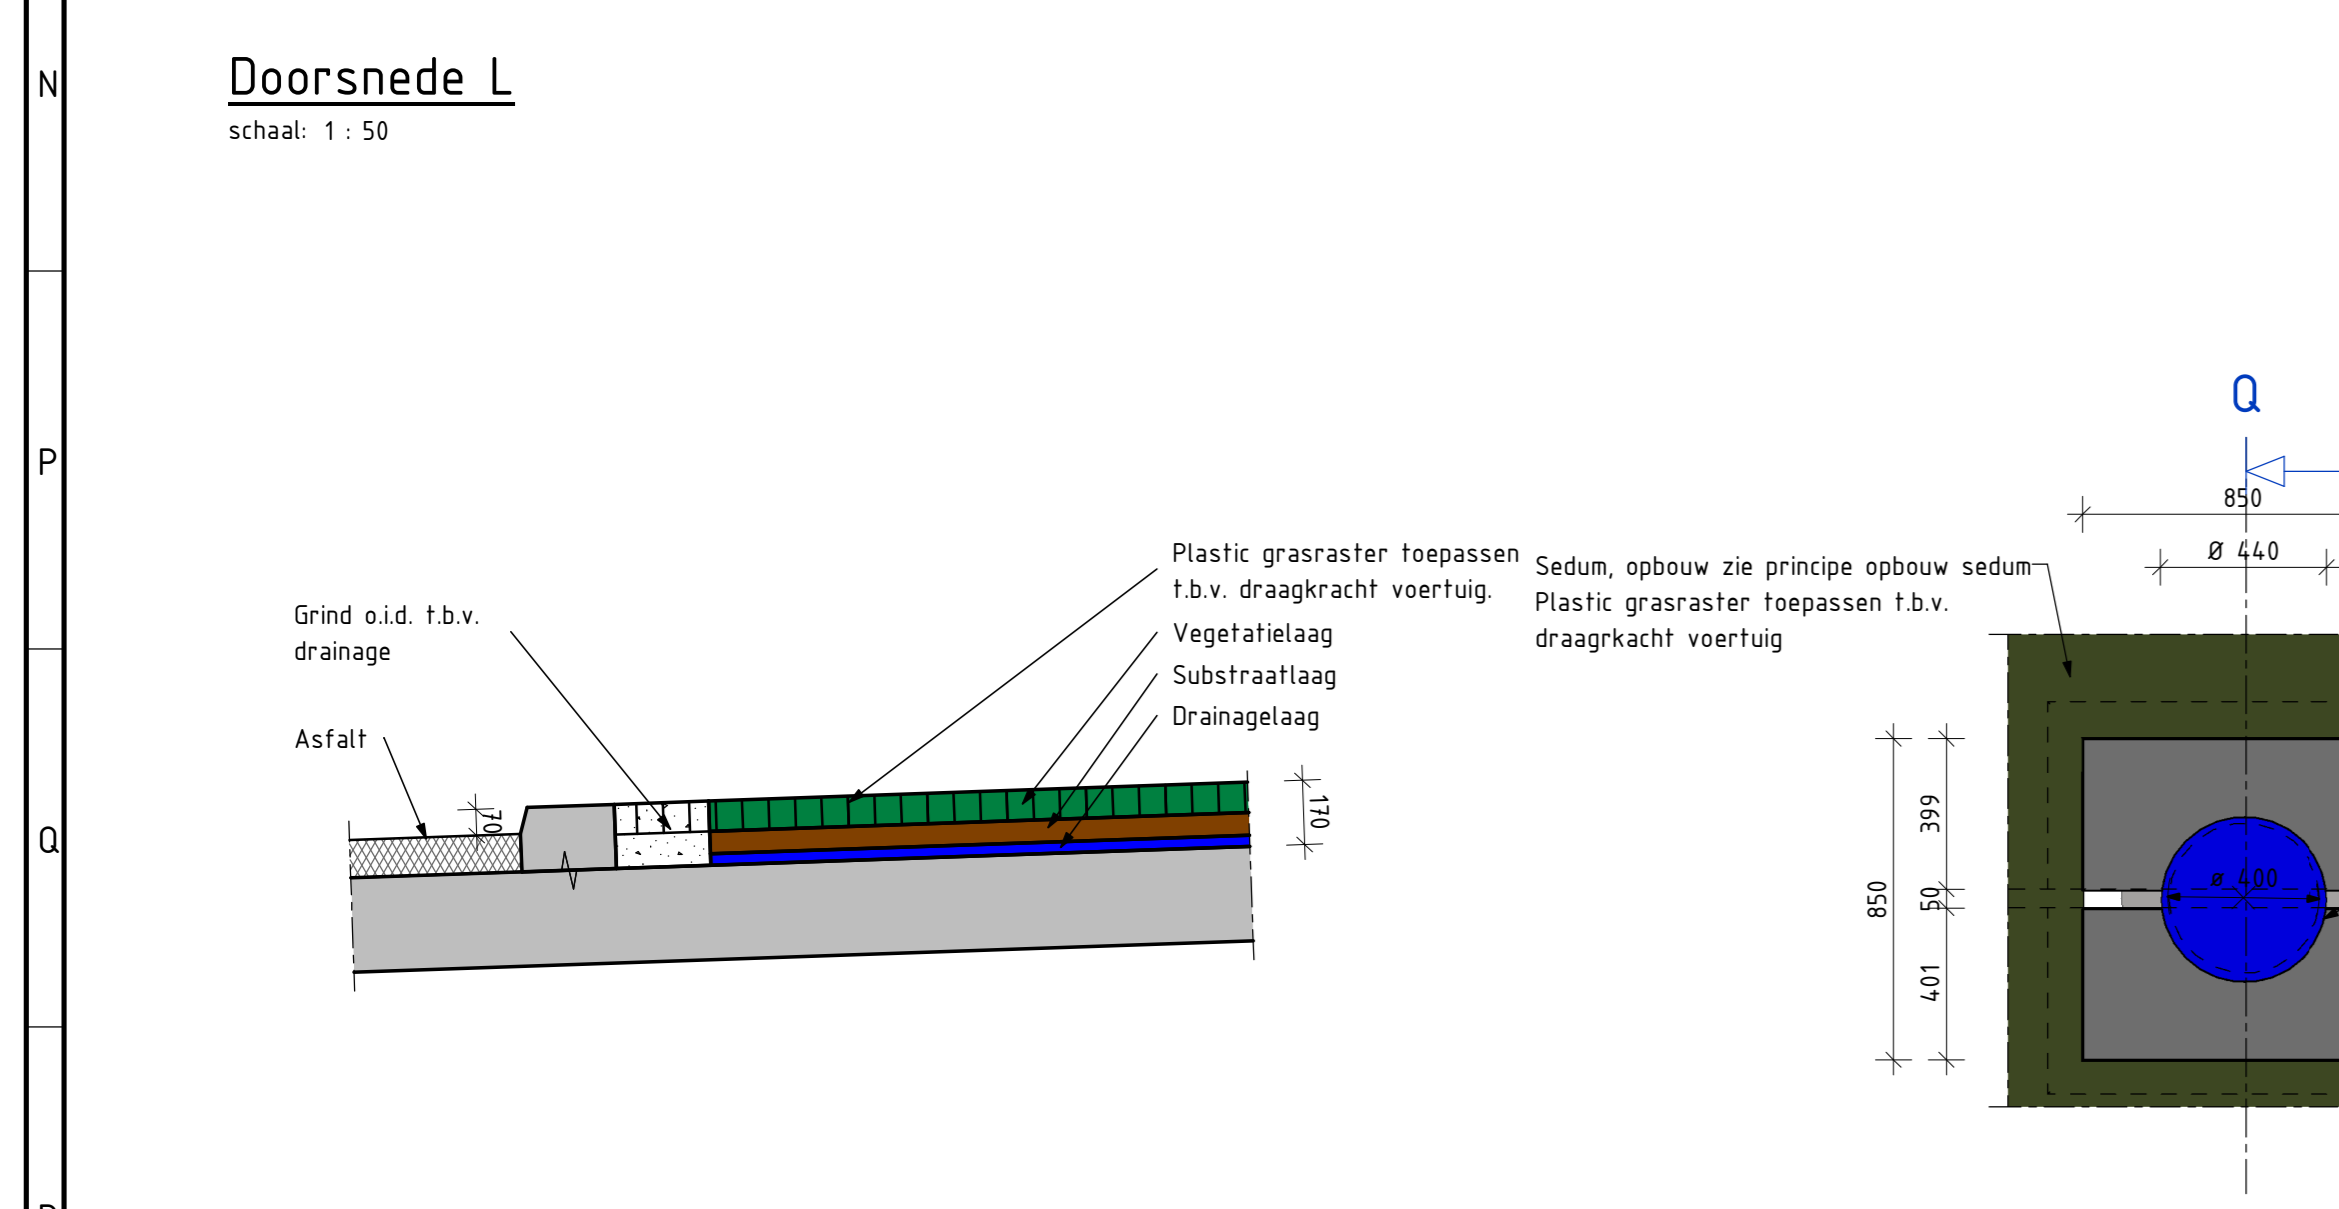 N
Doorsnede L
schaal: 1 : 50
P
Q
850
Ø 440
Plastic grasraster toepassen
t.b.v. draagkracht voertuig.
Vegetatielaag
Substraatlaag
Drainagelaag
Sedum, opbouw zie principe opbouw sedum
Plastic grasraster toepassen t.b.v.
draagrkacht voertuig
Grind o.i.d. t.b.v.
drainage
Asfalt
70
170
Q
850
399
50
401
ø 400